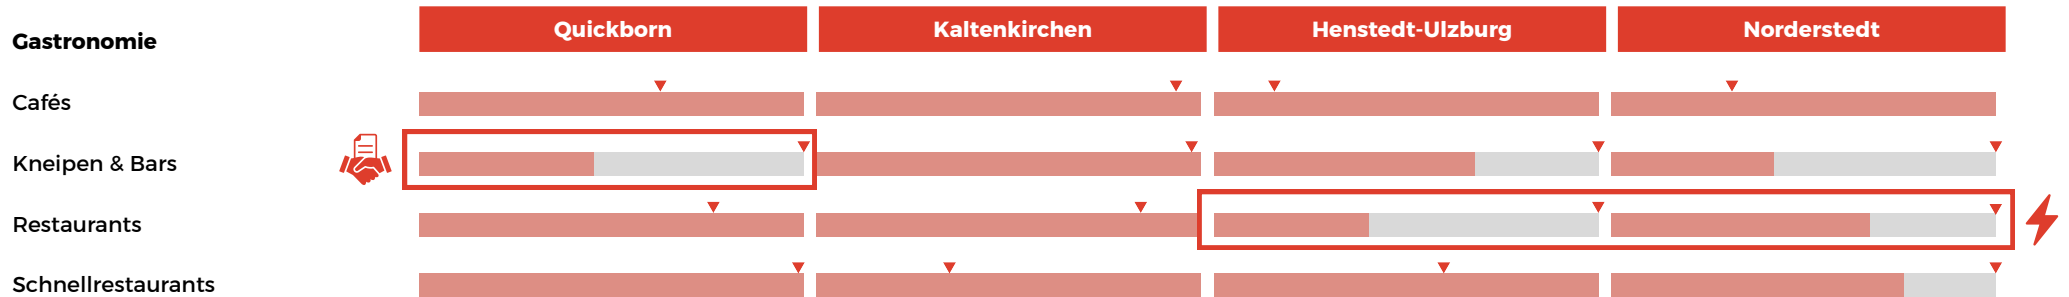 Gastronomie
Quickborn
Kaltenkirchen
Henstedt-Ulzburg
Norderstedt
Cafés
Kneipen & Bars
Restaurants
Schnellrestaurants